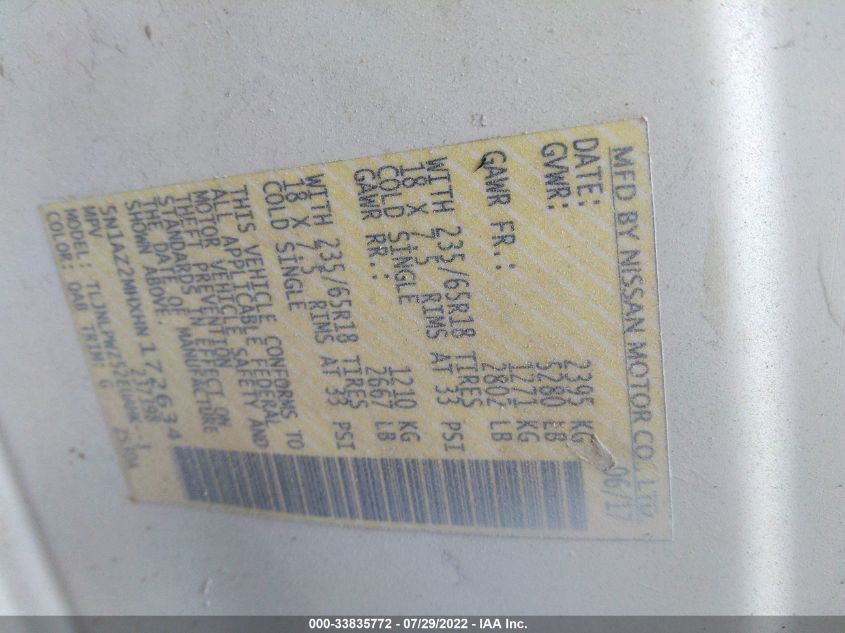 MFD BY NISSAN MOTOR CO., LTD.
DATE: 06/17
GVWR: 2395 KG
5280 LB
GAWR FR.: 1271 KG
2802 LB
WITH 235/65R18 TIRES
18 X 7.5 RIMS AT 33 PSI
COLD SINGLE
GAWR RR.: 1210 KG
2667 LB
WITH 235/65R18 TIRES
18 X 7.5 RIMS AT 33 PSI
COLD SINGLE
THIS VEHICLE CONFORMS TO
ALL APPLICABLE FEDERAL
MOTOR VEHICLE SAFETY AND
THEFT PREVENTION
STANDARDS IN EFFECT ON
THE DATE OF MANUFACTURE
SHOWN ABOVE.
5N1AZ2MHXHN172634
MPV
MODEL:
COLOR: QAB TRIM: G
000-33835772 / 07/29/2022 - IAA Inc.